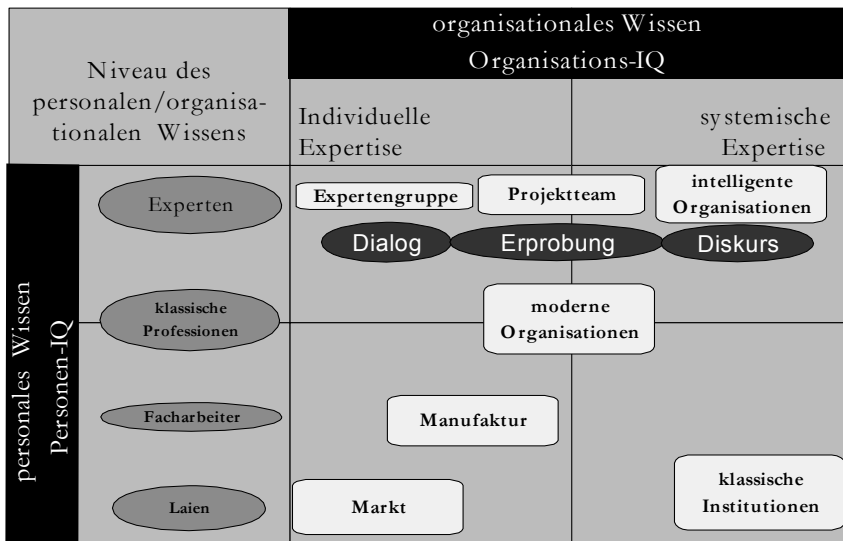 organisationales Wissen
Organisations-IQ
Niveau des
personalen/organisa-
tionalen Wissens
Individuelle
Expertise
systemische
Expertise
personales Wissen
Personen-IQ
Experten
Expertengruppe
Projektteam
intelligente
Organisationen
Dialog
Erprobung
Diskurs
klassische
Professionen
moderne
Organisationen
Facharbeiter
Manufaktur
Laien
Markt
klassische
Institutionen